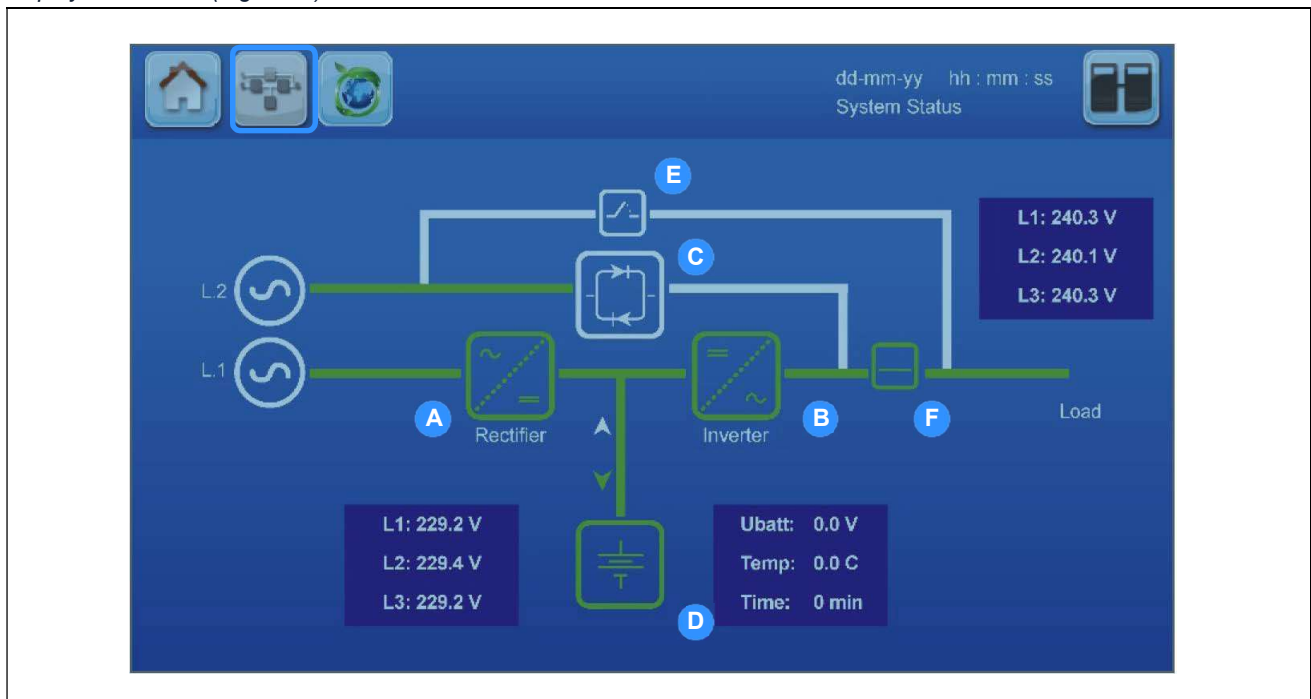 dd-mm-yy hh : mm : ss
System Status
E
L1: 240.3 V
C
L2: 240.1 V
L.2
L3: 240.3 V
L.1
A
B
F
Load
Rectifier
Inverter
L1: 229.2 V
L2: 229.4 V
L3: 229.2 V
Ubatt: 0.0 V
Temp: 0.0 C
Time: 0 min
D